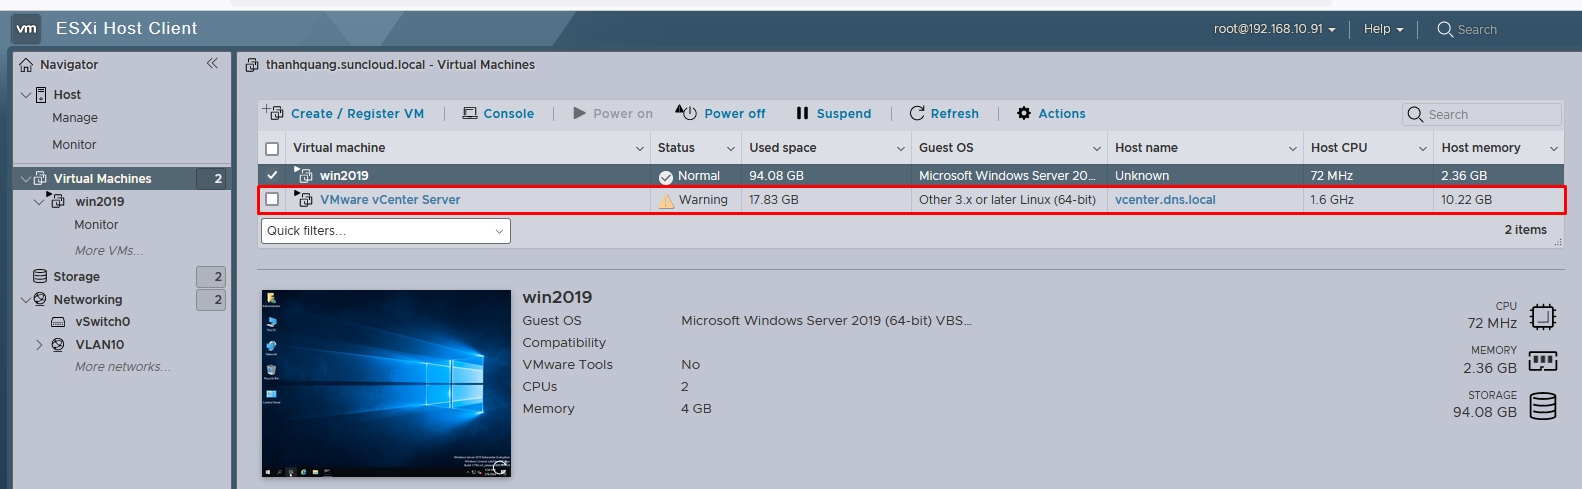 vm ESXi Host Client root@192.168.10.91 Help Search
Navigator
thanhquang.suncloud.local - Virtual Machines
Host
Manage
Monitor
Virtual Machines 2
win2019
Monitor
More VMs...
Storage 2
Networking 2
vSwitch0
VLAN10
More networks...
Create / Register VM Console Power on Power off Suspend Refresh Actions Search
Virtual machine Status Used space Guest OS Host name Host CPU Host memory
win2019 Normal 94.08 GB Microsoft Windows Server 20... Unknown 72 MHz 2.36 GB
VMware vCenter Server Warning 17.83 GB Other 3.x or later Linux (64-bit) vcenter.dns.local 1.6 GHz 10.22 GB
Quick filters... 2 items
win2019
Guest OS Microsoft Windows Server 2019 (64-bit) VBS...
Compatibility
VMware Tools No
CPUs 2
Memory 4 GB
CPU
72 MHz
MEMORY
2.36 GB
STORAGE
94.08 GB